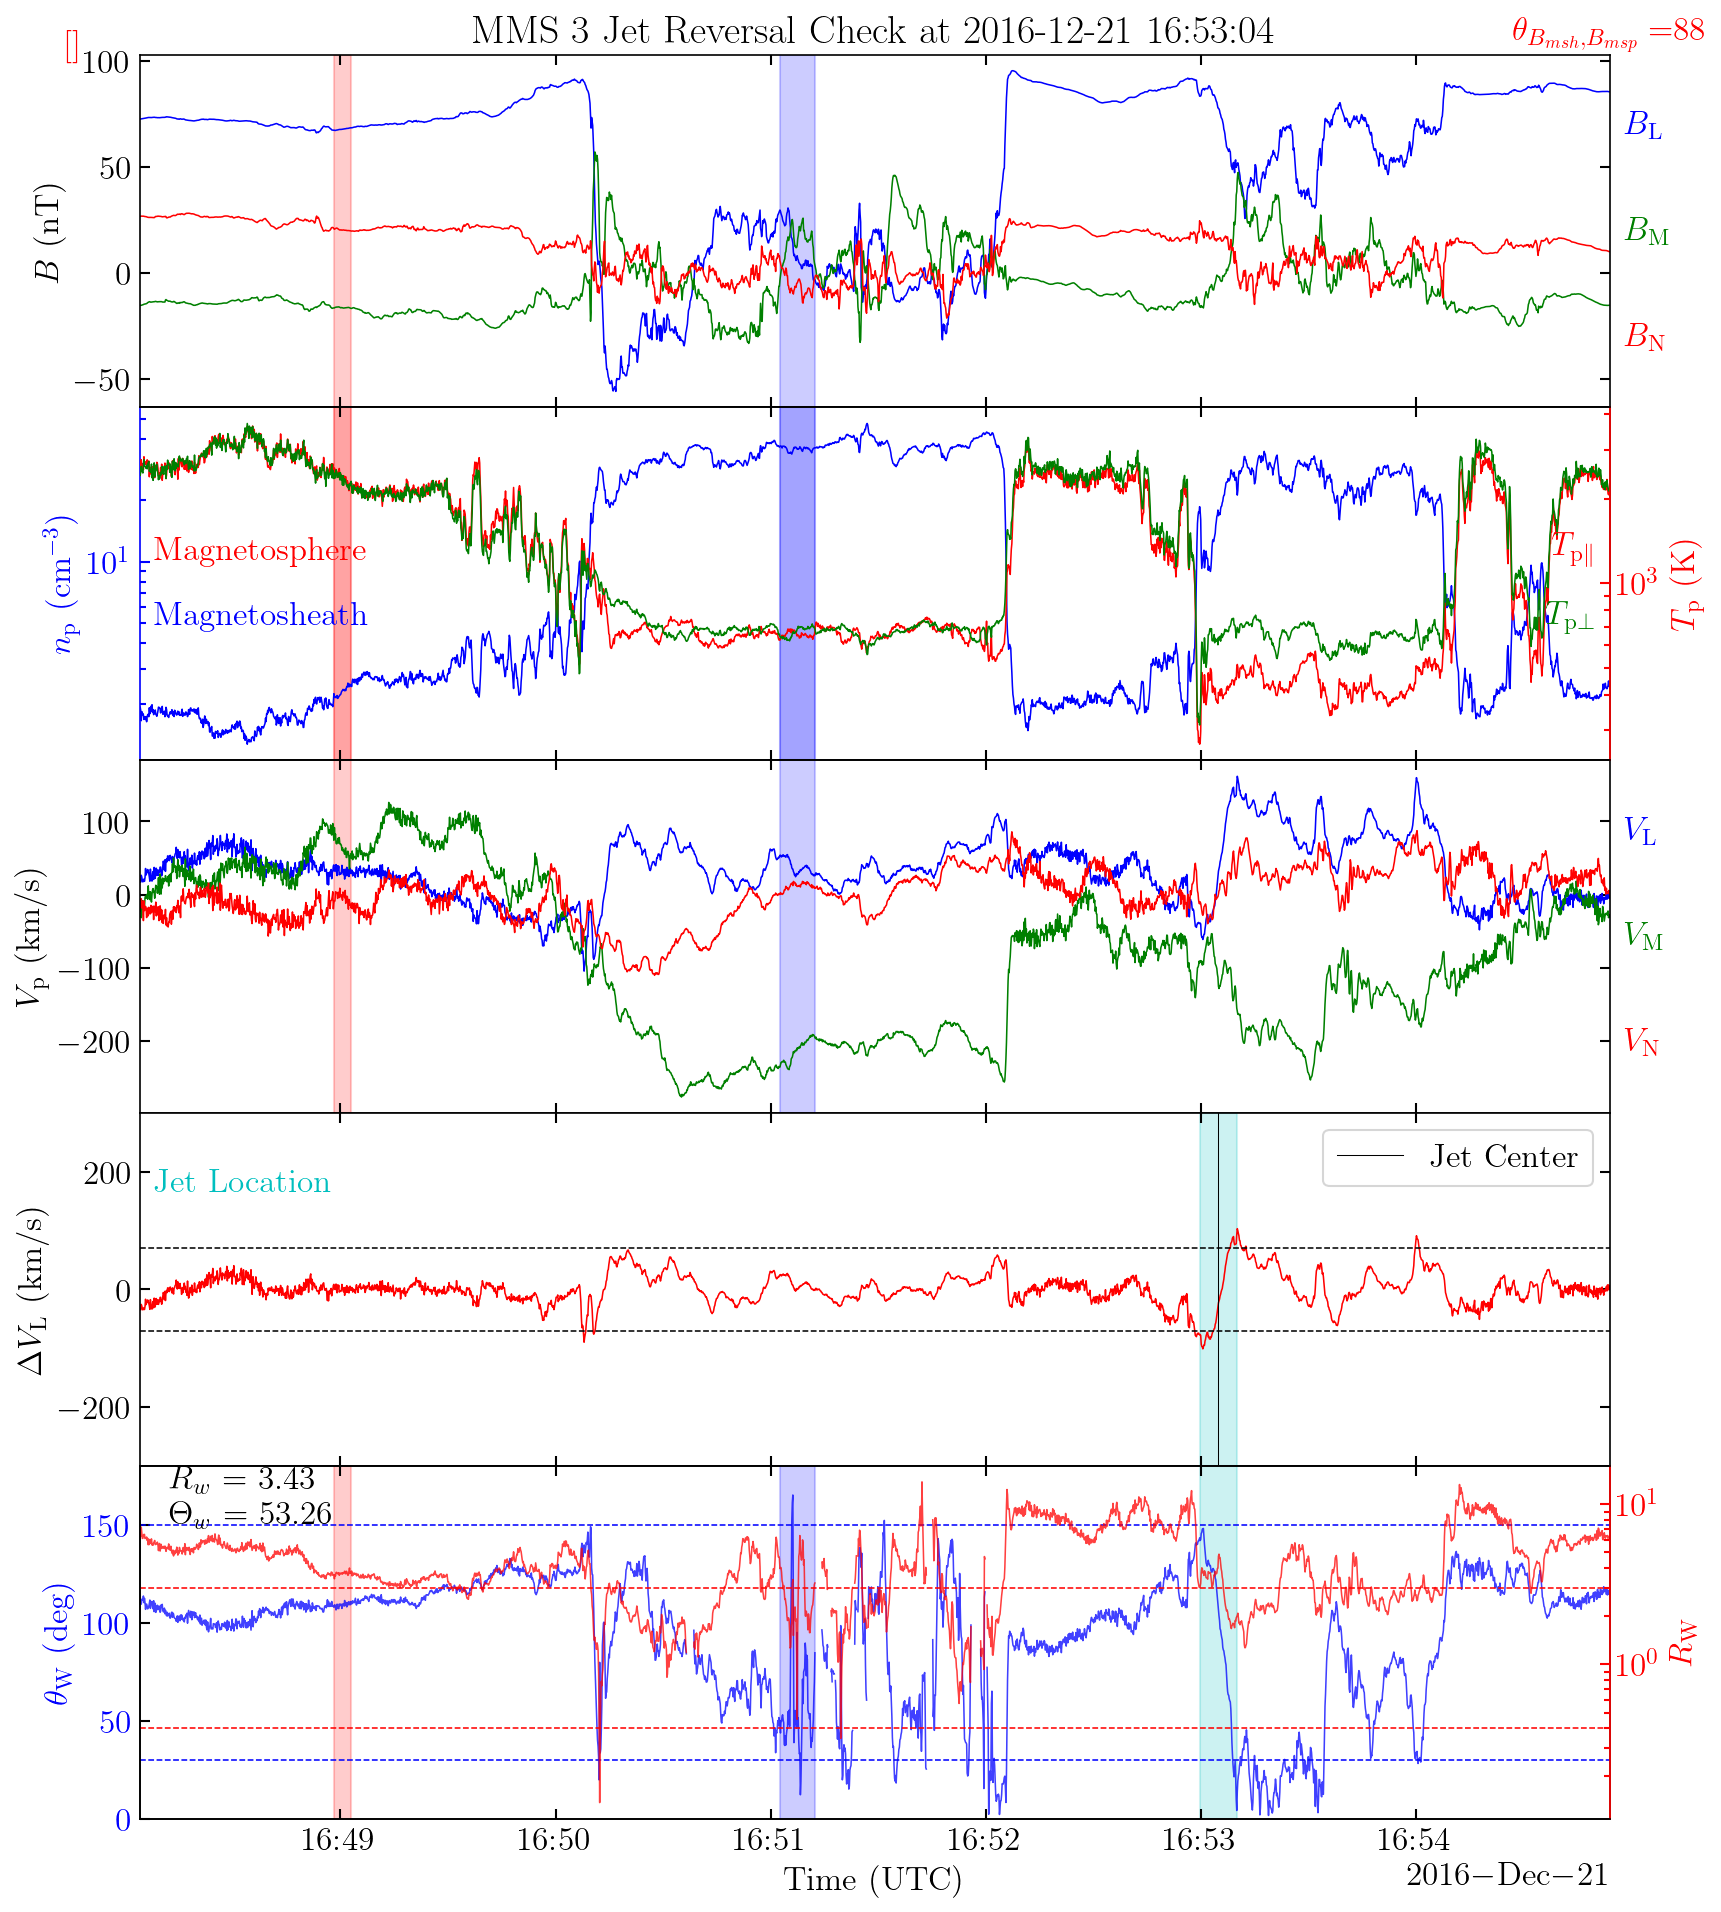 MMS 3 Jet Reversal Check at 2016-12-21 16:53:04
θ_{B_{msh},B_{msp}} =88
100
50
0
−50
B (nT)
B_L
B_M
B_N
Magnetosphere
Magnetosheath
10^1
n_p (cm^{−3})
T_{p∥}
T_{p⊥}
10^3
T_p (K)
100
0
−100
−200
V_p (km/s)
V_L
V_M
V_N
Jet Location
Jet Center
200
0
−200
ΔV_L (km/s)
R_w = 3.43
Θ_w = 53.26
150
100
50
0
θ_W (deg)
10^1
10^0
R_W
16:49 16:50 16:51 16:52 16:53 16:54
Time (UTC)
2016−Dec−21